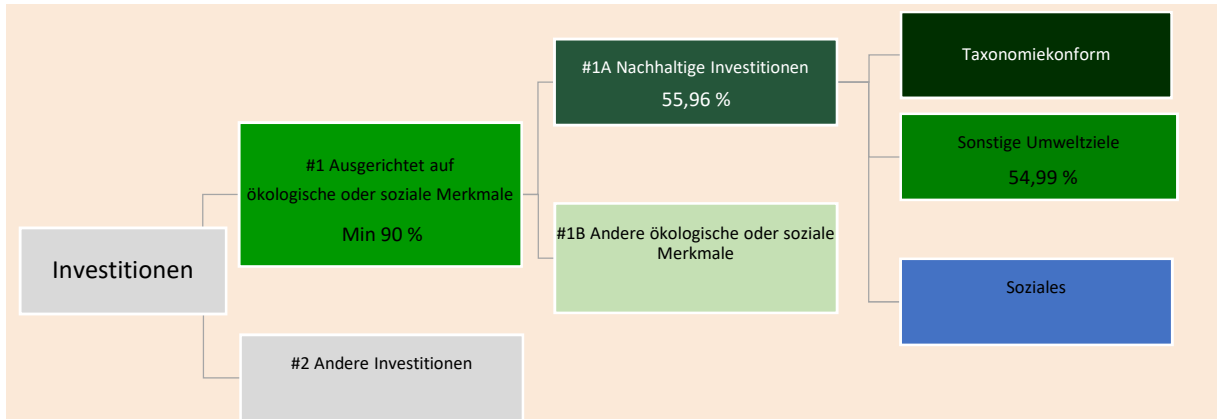 Investitionen
#1 Ausgerichtet auf
ökologische oder soziale Merkmale
Min 90 %
#2 Andere Investitionen
#1A Nachhaltige Investitionen
55,96 %
#1B Andere ökologische oder soziale
Merkmale
Taxonomiekonform
Sonstige Umweltziele
54,99 %
Soziales